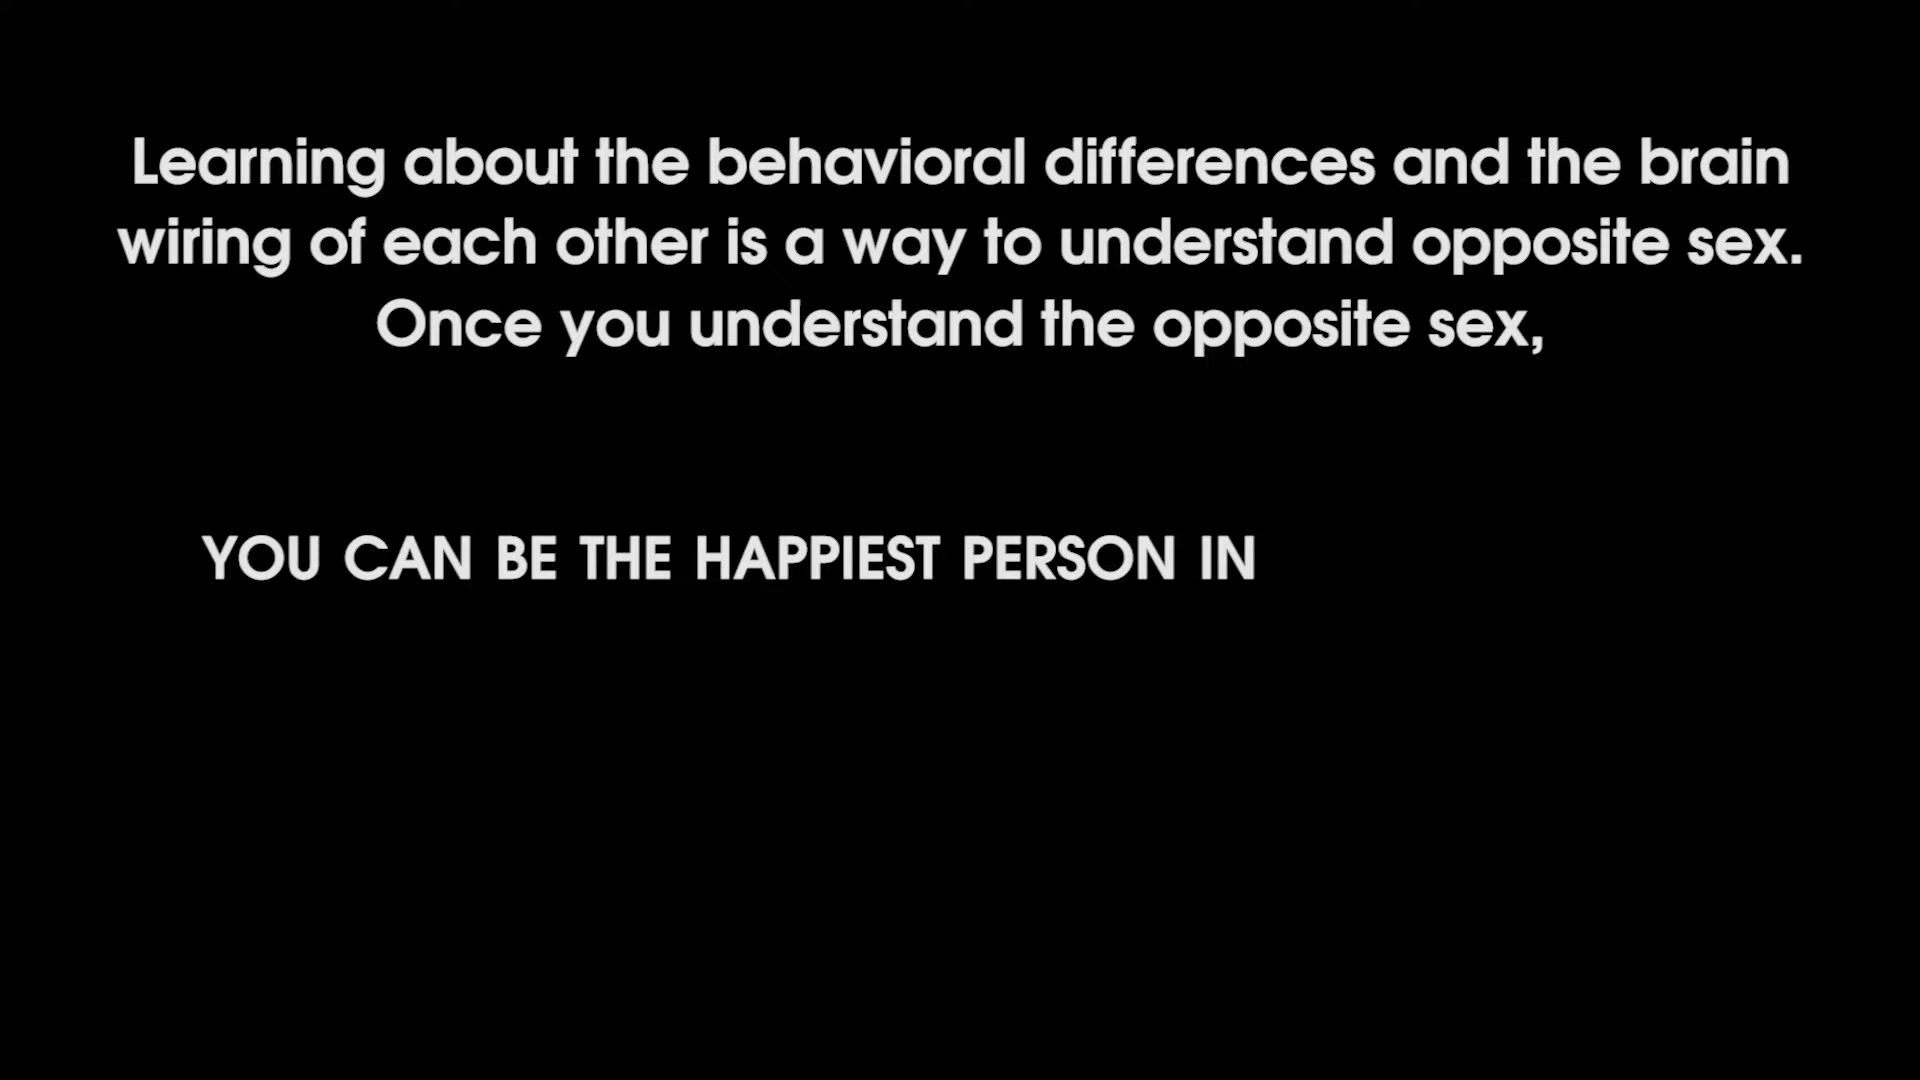 Learning about the behavioral differences and the brain
wiring of each other is a way to understand opposite sex.
Once you understand the opposite sex,
YOU CAN BE THE HAPPIEST PERSON IN